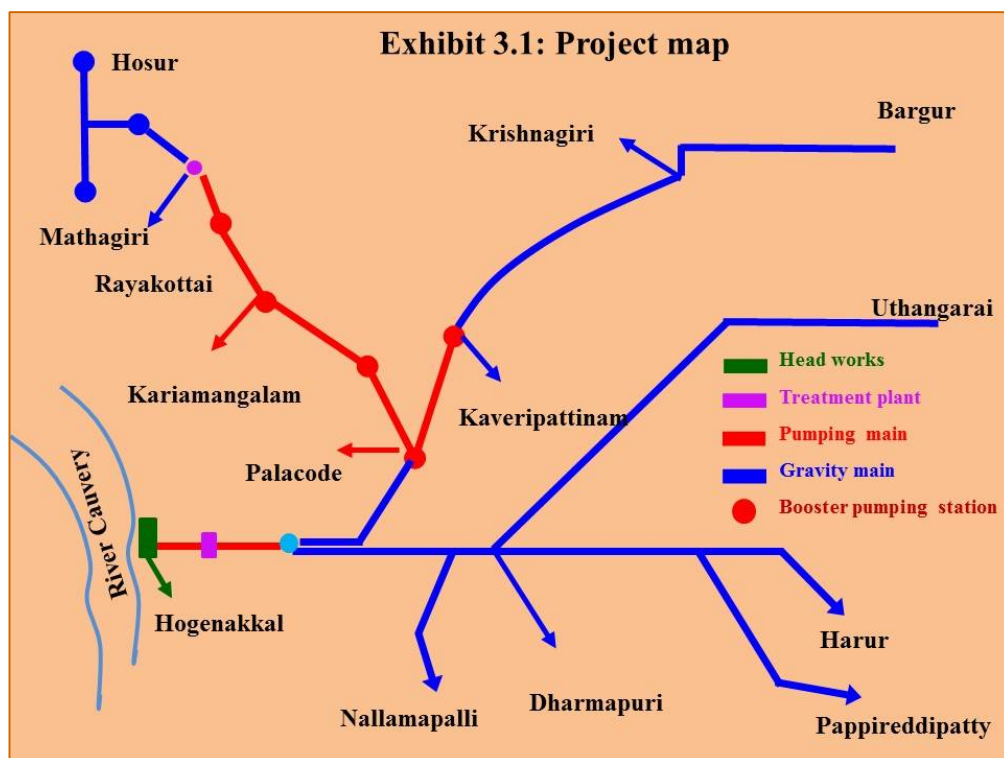 Exhibit 3.1: Project map
Hosur
Bargur
Krishnagiri
Mathagiri
Rayakottai
Uthangarai
Head works
Kariamangalam
Treatment plant
Kaveripattinam
Pumping main
Palacode
Gravity main
Booster pumping station
River Cauvery
Hogenakkal
Harur
Nallamapalli
Dharmapuri
Pappireddipatty